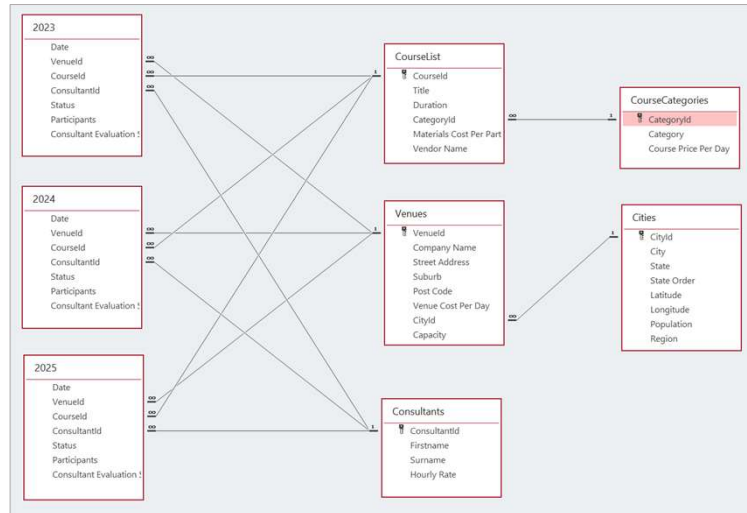 2023
Date
VenueId
CourseId
ConsultantId
Status
Participants
Consultant Evaluation
2024
Date
VenueId
CourseId
ConsultantId
Status
Participants
Consultant Evaluation
2025
Date
VenueId
CourseId
ConsultantId
Status
Participants
Consultant Evaluation
CourseList
CourseId
Title
Duration
CategoryId
Materials Cost Per Part
Vendor Name
Venues
VenueId
Company Name
Street Address
Suburb
Post Code
Venue Cost Per Day
CityId
Capacity
Consultants
ConsultantId
Firstname
Surname
Hourly Rate
CourseCategories
CategoryId
Category
Course Price Per Day
Cities
CityId
City
State
State Order
Latitude
Longitude
Population
Region